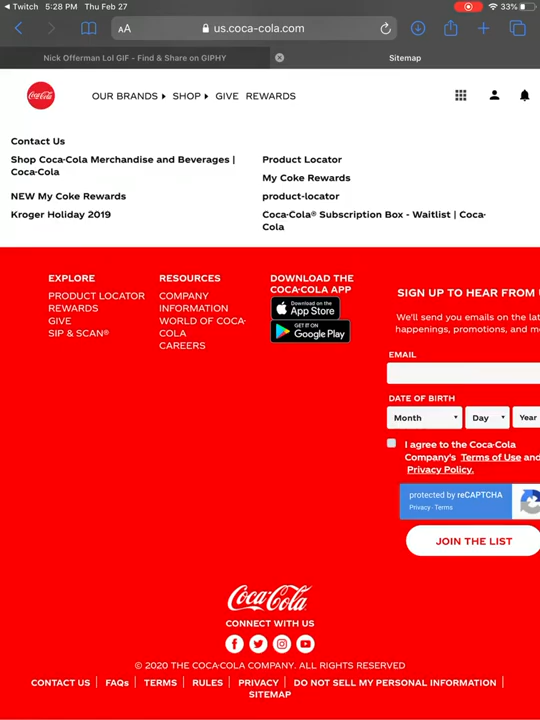 Twitch 5:28 PM Thu Feb 27 33%
AA us.coca-cola.com
Nick Offerman Lol GIF - Find & Share on GIPHY Sitemap
Coca-Cola OUR BRANDS SHOP GIVE REWARDS
Contact Us
Shop Coca-Cola Merchandise and Beverages |
Coca-Cola
NEW My Coke Rewards
Kroger Holiday 2019
Product Locator
My Coke Rewards
product-locator
Coca-Cola® Subscription Box - Waitlist | Coca-
Cola
EXPLORE
PRODUCT LOCATOR
REWARDS
GIVE
SIP & SCAN®
RESOURCES
COMPANY
INFORMATION
WORLD OF COCA-
COLA
CAREERS
DOWNLOAD THE
COCA-COLA APP
Download on the
App Store
GET IT ON
Google Play
SIGN UP TO HEAR FROM
We'll send you emails on the
happenings, promotions, and
EMAIL
DATE OF BIRTH
Month Day Year
I agree to the Coca-Cola
Company's Terms of Use and
Privacy Policy.
protected by reCAPTCHA
Privacy - Terms
JOIN THE LIST
Coca-Cola
CONNECT WITH US
© 2020 THE COCA-COLA COMPANY. ALL RIGHTS RESERVED
CONTACT US | FAQs | TERMS | RULES | PRIVACY | DO NOT SELL MY PERSONAL INFORMATION |
SITEMAP